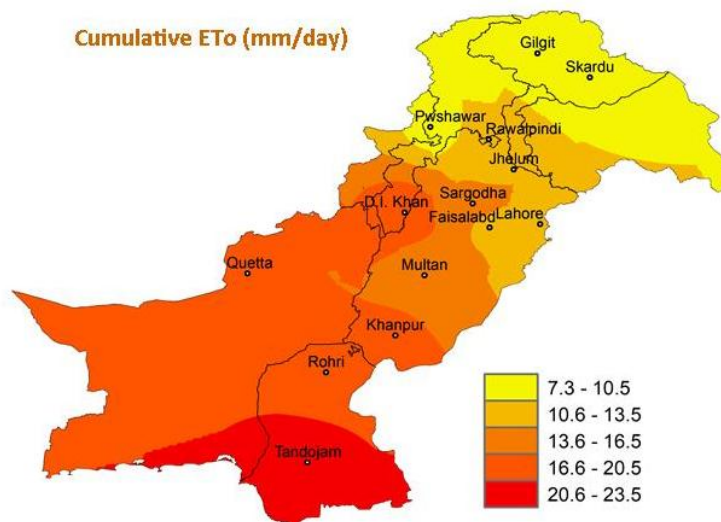 Cumulative ETo (mm/day)
Gilgit
Skardu
Pwshawar
Rawalpindi
Jhelum
Sargodha
D.I. Khan
Faisalabd
Lahore
Quetta
Multan
Khanpur
Rohri
Tandojam
7.3 - 10.5
10.6 - 13.5
13.6 - 16.5
16.6 - 20.5
20.6 - 23.5